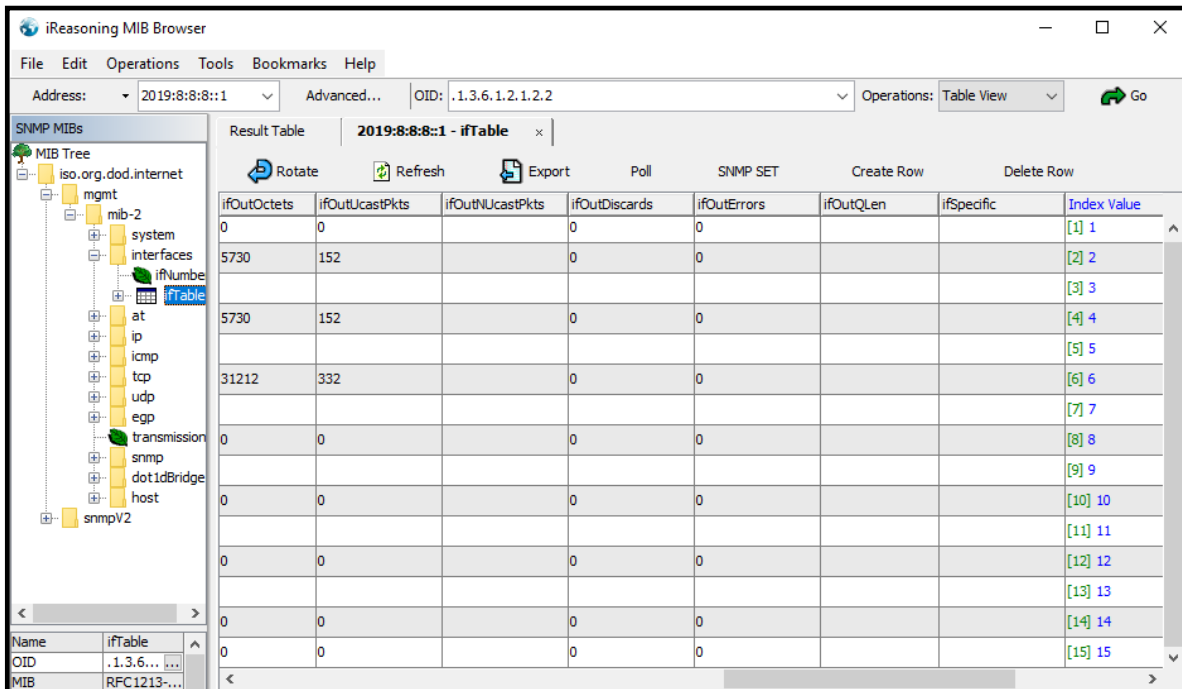 iReasoning MIB Browser
File Edit Operations Tools Bookmarks Help
Address: 2019:8:8:8::1 Advanced... OID: .1.3.6.1.2.1.2.2 Operations: Table View Go
SNMP MIBs
MIB Tree
iso.org.dod.internet
mgmt
mib-2
system
interfaces
ifNumbe
ifTable
at
ip
icmp
tcp
udp
egp
transmission
snmp
dot1dBridge
host
snmpV2
Name ifTable
OID .1.3.6... ...
MIB RFC1213-...
Result Table 2019:8:8:8::1 - ifTable ×
Rotate Refresh Export Poll SNMP SET Create Row Delete Row
ifOutOctets ifOutUcastPkts ifOutNUcastPkts ifOutDiscards ifOutErrors ifOutQLen ifSpecific Index Value
0 0 0 0 [1] 1
5730 152 0 0 [2] 2
[3] 3
5730 152 0 0 [4] 4
[5] 5
31212 332 0 0 [6] 6
[7] 7
0 0 0 0 [8] 8
[9] 9
0 0 0 0 [10] 10
[11] 11
0 0 0 0 [12] 12
[13] 13
0 0 0 0 [14] 14
0 0 0 0 [15] 15